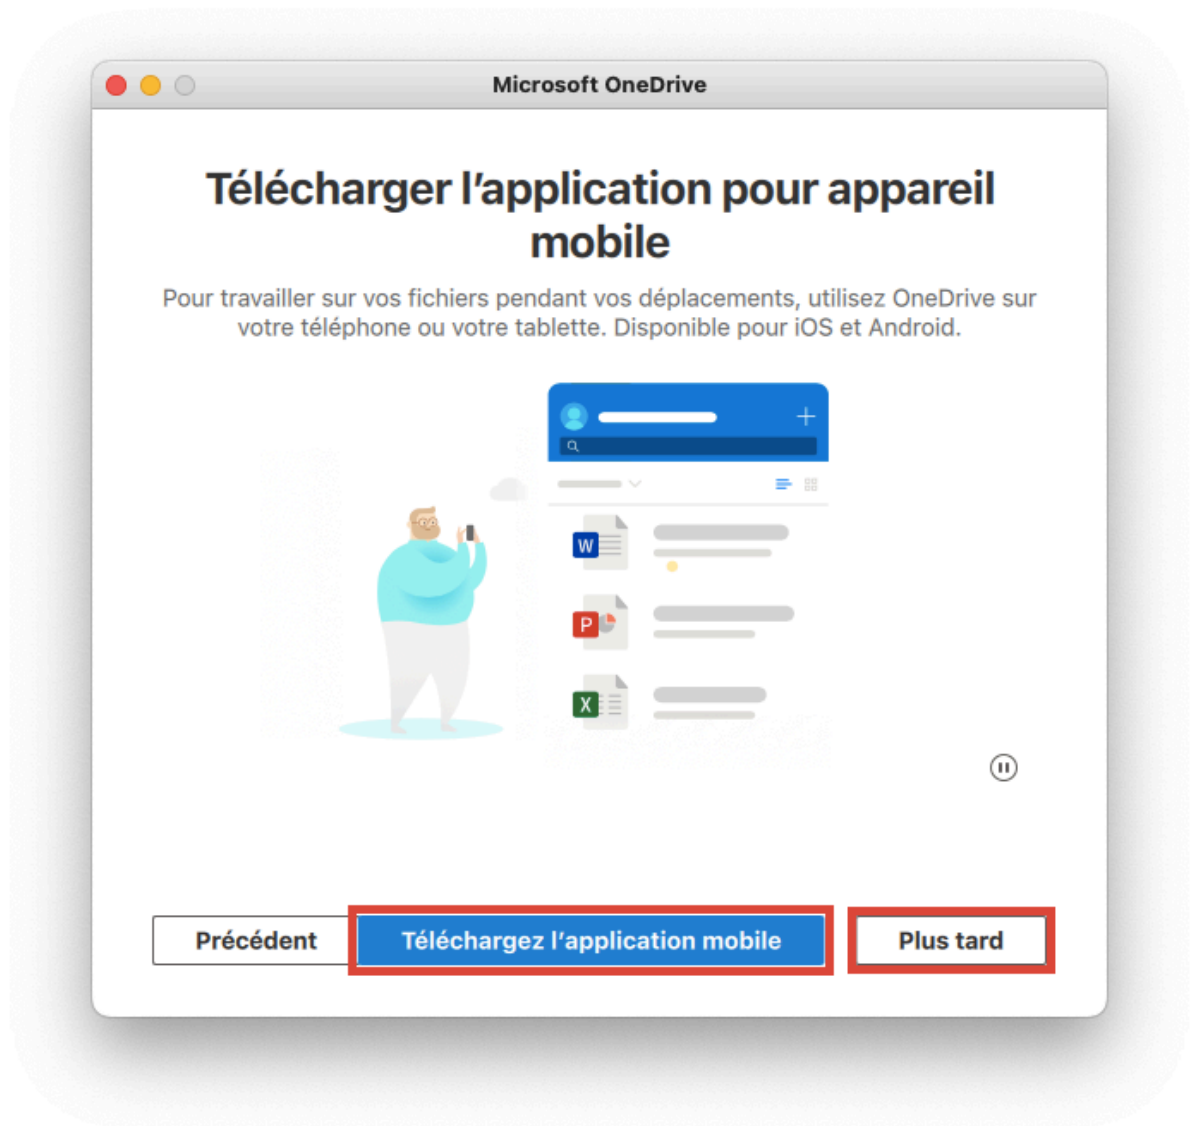 Microsoft OneDrive
Télécharger l’application pour appareil
mobile
Pour travailler sur vos fichiers pendant vos déplacements, utilisez OneDrive sur
votre téléphone ou votre tablette. Disponible pour iOS et Android.
W
P
X
Précédent
Téléchargez l’application mobile
Plus tard